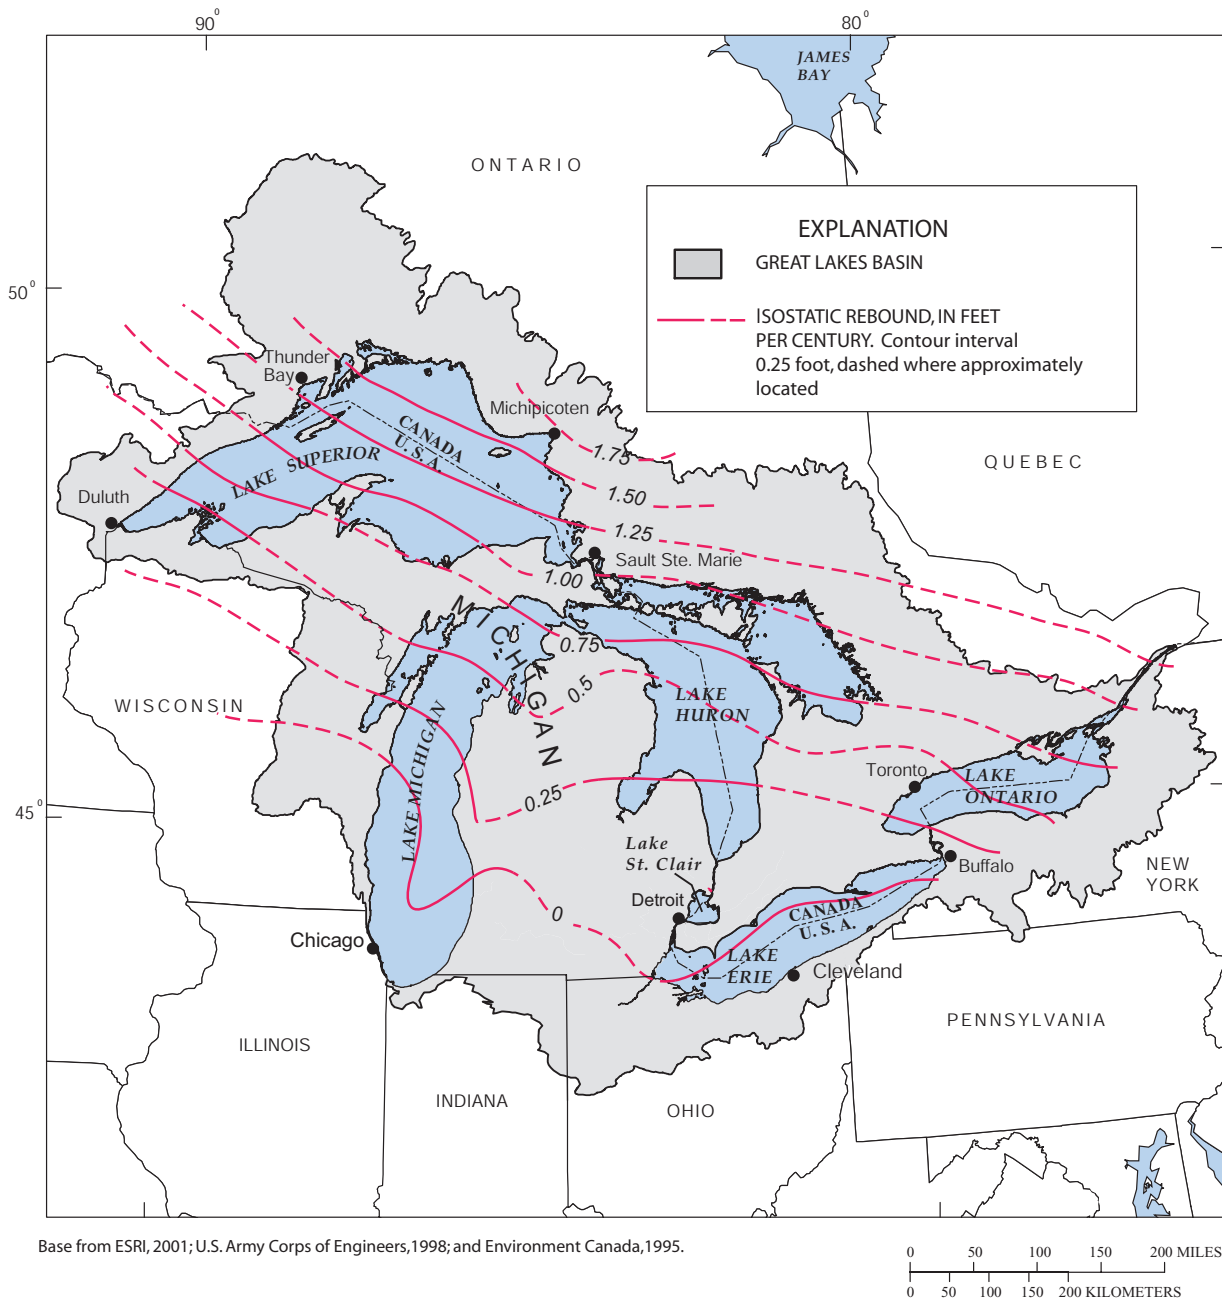 90⁰
80⁰
JAMES
BAY
ONTARIO
EXPLANATION
GREAT LAKES BASIN
ISOSTATIC REBOUND, IN FEET
PER CENTURY. Contour interval
0.25 foot, dashed where approximately
located
50⁰
Thunder
Bay
Michipicoten
CANADA
U. S. A.
1.75
QUEBEC
LAKE SUPERIOR
1.50
Duluth
1.25
Sault Ste. Marie
1.00
MICHIGAN
0.75
0.5
LAKE
HURON
WISCONSIN
LAKE MICHIGAN
Toronto
LAKE
ONTARIO
0.25
45⁰
Lake
St. Clair
Buffalo
NEW
YORK
Detroit
0
CANADA
U. S. A.
Chicago
LAKE
ERIE
Cleveland
PENNSYLVANIA
ILLINOIS
INDIANA
OHIO
Base from ESRI, 2001; U.S. Army Corps of Engineers,1998; and Environment Canada,1995.
0 50 100 150 200 MILES
0 50 100 150 200 KILOMETERS